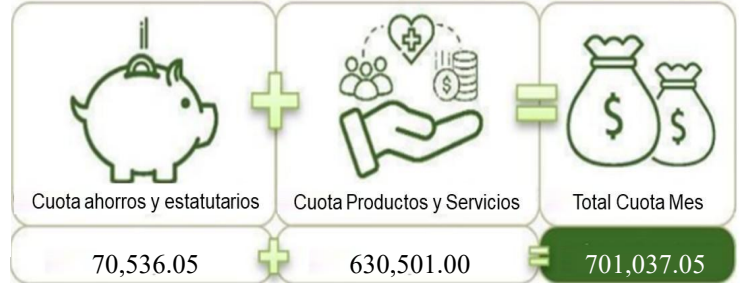 Cuota ahorros y estatutarios
Cuota Productos y Servicios
Total Cuota Mes
70,536.05
630,501.00
701,037.05